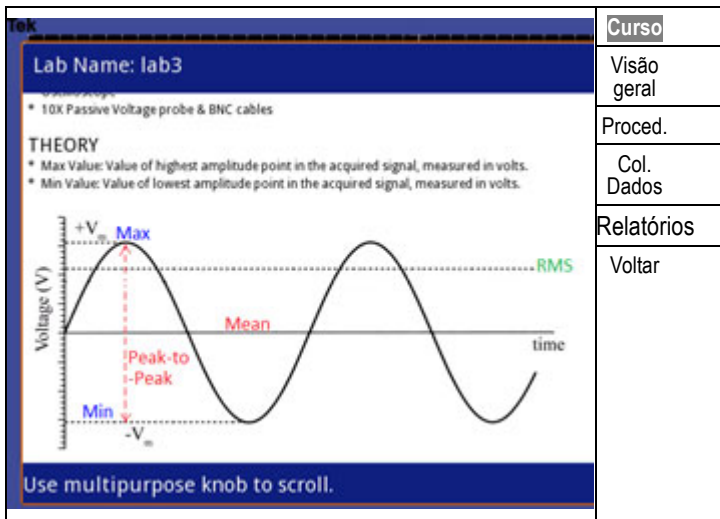 Tek
Lab Name: lab3
* 10X Passive Voltage probe & BNC cables
THEORY
* Max Value: Value of highest amplitude point in the acquired signal, measured in volts.
* Min Value: Value of lowest amplitude point in the acquired signal, measured in volts.
+Vm
Max
RMS
Voltage (V)
Mean
time
Peak-to
-Peak
Min
-Vm
Use multipurpose knob to scroll.
Curso
Visão
geral
Proced.
Col.
Dados
Relatórios
Voltar